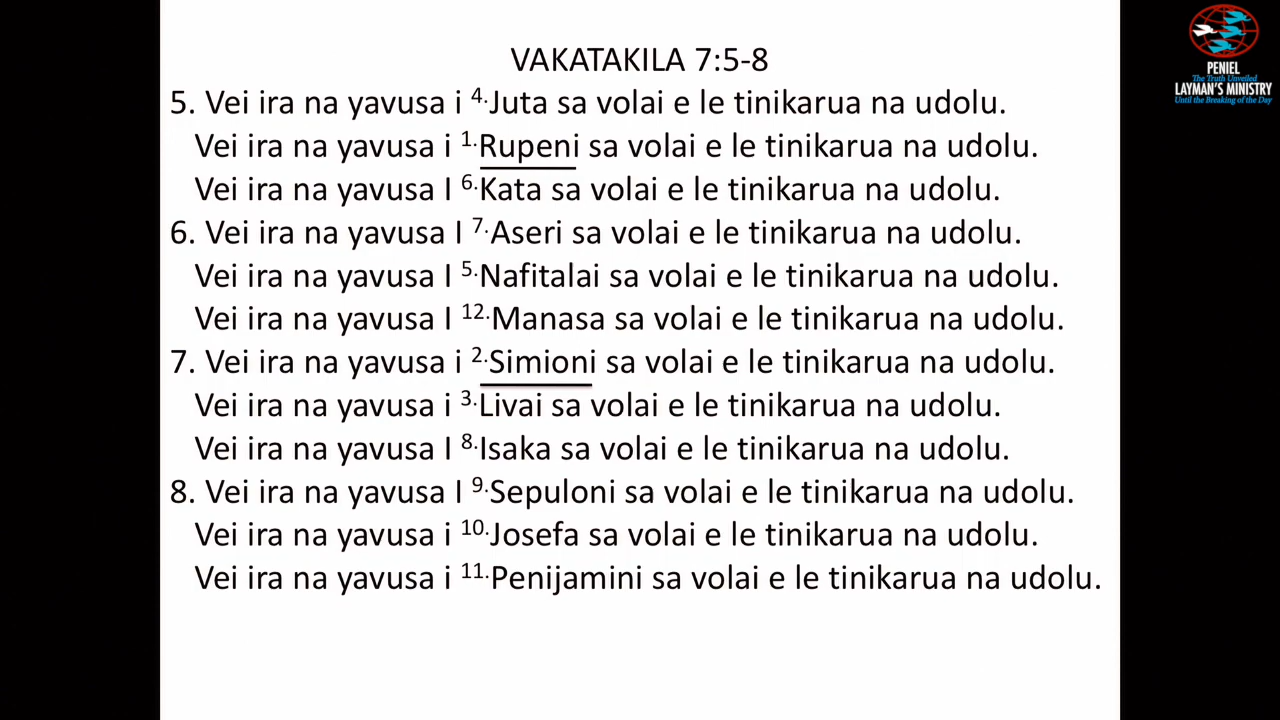 VAKATAKILA 7:5-8
5. Vei ira na yavusa i 4.Juta sa volai e le tinikarua na udolu.
Vei ira na yavusa i 1.Rupeni sa volai e le tinikarua na udolu.
Vei ira na yavusa I 6.Kata sa volai e le tinikarua na udolu.
6. Vei ira na yavusa I 7.Aseri sa volai e le tinikarua na udolu.
Vei ira na yavusa I 5.Nafitalai sa volai e le tinikarua na udolu.
Vei ira na yavusa I 12.Manasa sa volai e le tinikarua na udolu.
7. Vei ira na yavusa i 2.Simioni sa volai e le tinikarua na udolu.
Vei ira na yavusa i 3.Livai sa volai e le tinikarua na udolu.
Vei ira na yavusa I 8.Isaka sa volai e le tinikarua na udolu.
8. Vei ira na yavusa I 9.Sepuloni sa volai e le tinikarua na udolu.
Vei ira na yavusa i 10.Josefa sa volai e le tinikarua na udolu.
Vei ira na yavusa i 11.Penijamini sa volai e le tinikarua na udolu.
PENIEL
The Truth Unveiled
LAYMAN'S MINISTRY
Until the Breaking of the Day